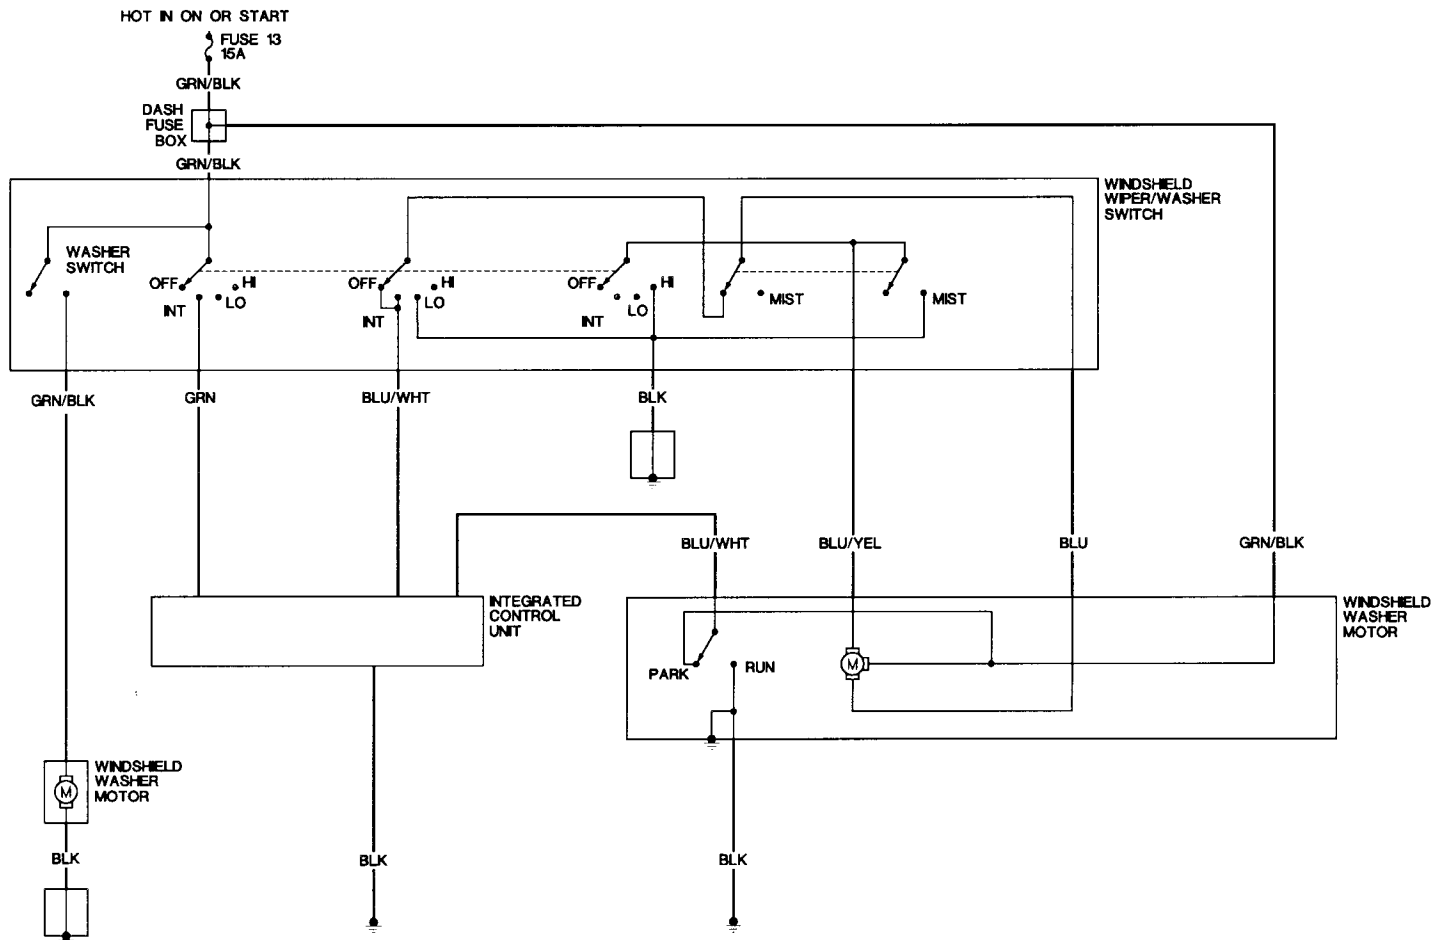 HOT IN ON OR START
FUSE 13
15A
GRN/BLK
DASH
FUSE
BOX
GRN/BLK
WINDSHIELD
WIPER/WASHER
SWITCH
WASHER
SWITCH
OFF
HI
LO
INT
OFF
HI
LO
INT
OFF
HI
LO
INT
MIST
MIST
GRN/BLK
GRN
BLU/WHT
BLK
BLU/WHT
BLU/YEL
BLU
GRN/BLK
INTEGRATED
CONTROL
UNIT
WINDSHIELD
WASHER
MOTOR
PARK
RUN
M
WINDSHIELD
WASHER
MOTOR
M
BLK
BLK
BLK